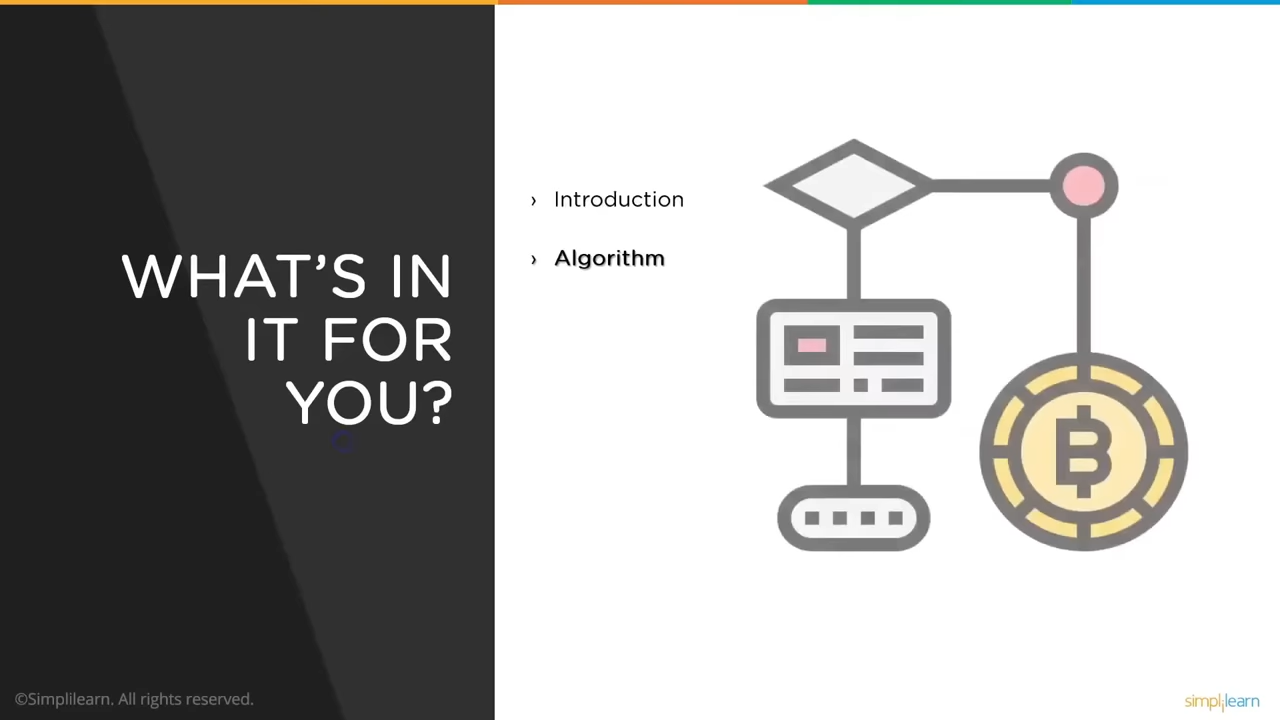 WHAT'S IN
IT FOR
YOU?
› Introduction
› Algorithm
©Simplilearn. All rights reserved.
simplilearn